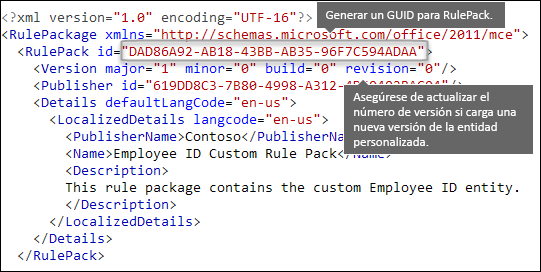 <?xml version="1.0" encoding="UTF-16"?>
Generar un GUID para RulePack.
<RulePackage xmlns="http://schemas.microsoft.com/office/2011/mce">
<RulePack id="DAD86A92-AB18-43BB-AB35-96F7C594ADAA">
<Version major="1" minor="0" build="0" revision="0"/>
<Publisher id="619DD8C3-7B80-4998-A312-
Asegúrese de actualizar el
número de versión si carga una
nueva versión de la entidad
personalizada.
<Details defaultLangCode="en-us">
<LocalizedDetails langcode="en-us">
<PublisherName>Contoso</PublisherName>
<Name>Employee ID Custom Rule Pack</Name>
<Description>
This rule package contains the custom Employee ID entity.
</Description>
</LocalizedDetails>
</Details>
</RulePack>